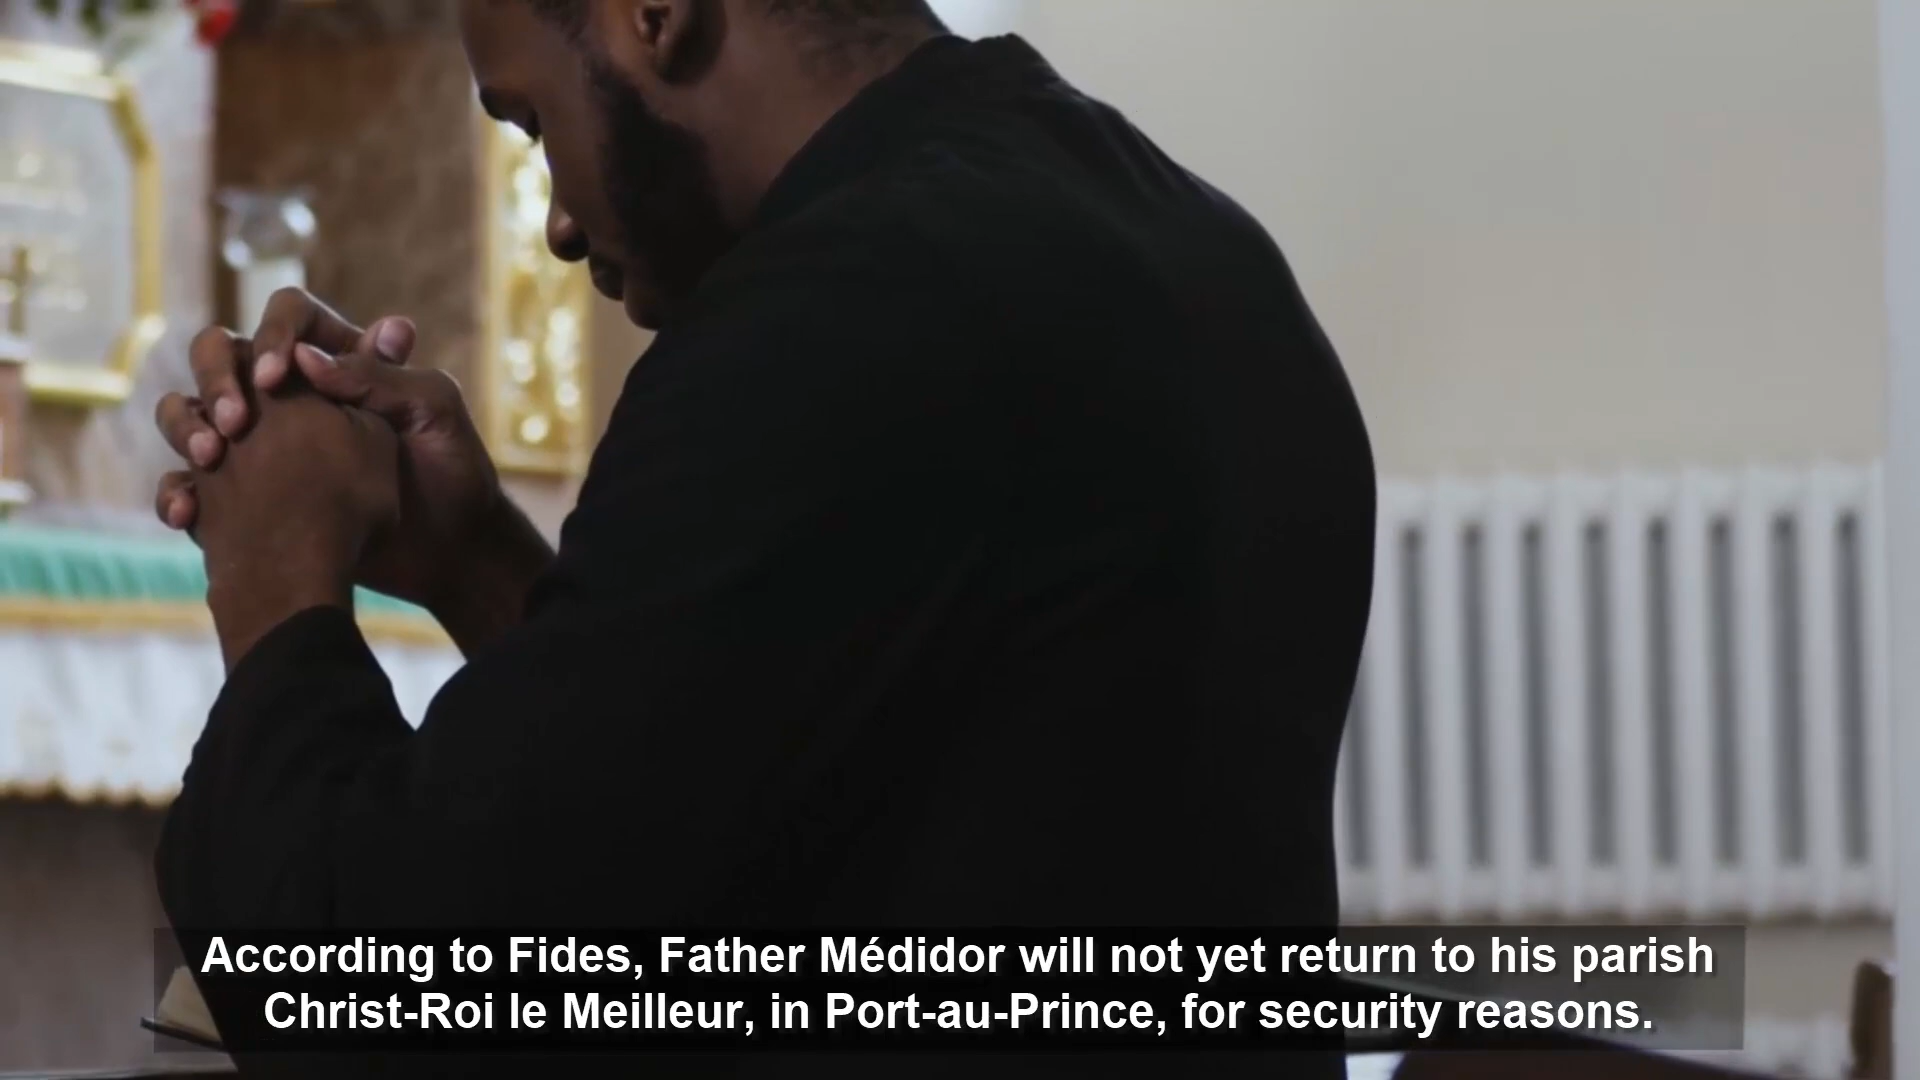 According to Fides, Father Médidor will not yet return to his parish
Christ-Roi le Meilleur, in Port-au-Prince, for security reasons.